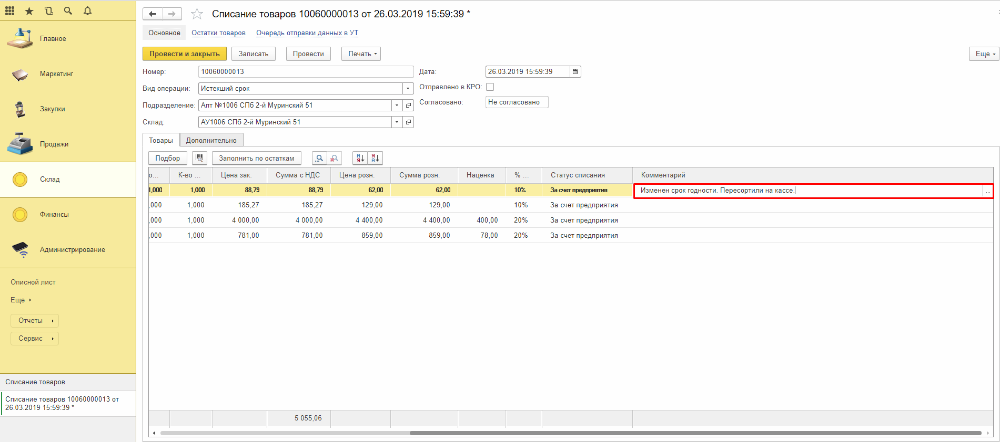 Списание товаров 10060000013 от 26.03.2019 15:59:39 *
Главное
Маркетинг
Закупки
Продажи
Склад
Финансы
Администрирование
Описной лист
Еще
Отчеты
Сервис
Списание товаров
Списание товаров 10060000013 от
26.03.2019 15:59:39 *
Основное Остатки товаров Очередь отправки данных в УТ
Провести и закрыть Записать Провести Печать Еще
Номер: 10060000013 Дата: 26.03.2019 15:59:39
Вид операции: Истекший срок Отправлено в КРО:
Подразделение: Апт №1006 СПб 2-й Муринский 51 Согласовано: Не согласовано
Склад: АУ1006 СПб 2-й Муринский 51
Товары Дополнительно
Подбор Заполнить по остаткам
о... К-во ... Цена зак. Сумма с НДС Цена розн. Сумма розн. Наценка % ... Статус списания Комментарий
1,000 1,000 88,79 88,79 62,00 62,00 10% За счет предприятия Изменен срок годности. Пересортили на кассе. ...
,000 1,000 185,27 185,27 129,00 129,00 10% За счет предприятия
,000 1,000 4 000,00 4 000,00 4 400,00 4 400,00 400,00 20% За счет предприятия
,000 1,000 781,00 781,00 859,00 859,00 78,00 20% За счет предприятия
5 055,06